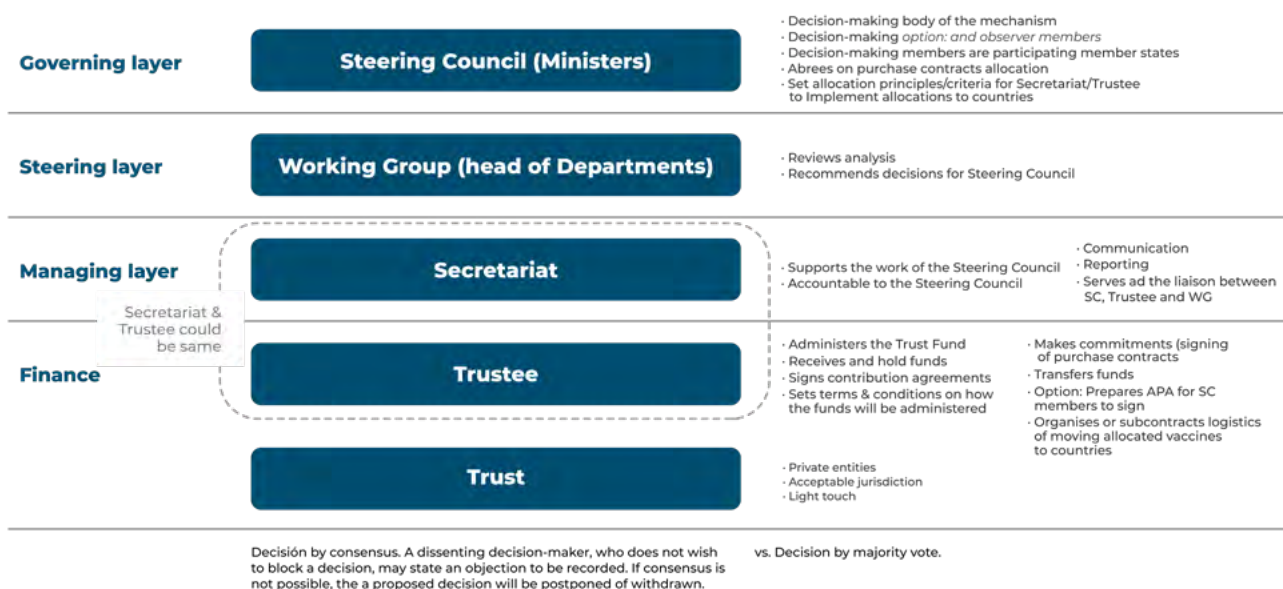 Governing layer
Steering Council (Ministers)
· Decision-making body of the mechanism
· Decision-making option: and observer members
· Decision-making members are participating member states
· Abrees on purchase contracts allocation
· Set allocation principles/criteria for Secretariat/Trustee
to Implement allocations to countries
Steering layer
Working Group (head of Departments)
· Reviews analysis
· Recommends decisions for Steering Council
Managing layer
Secretariat
· Supports the work of the Steering Council
· Accountable to the Steering Council
· Communication
· Reporting
· Serves ad the liaison between
SC, Trustee and WG
Secretariat &
Trustee could
be same
Finance
Trustee
· Administers the Trust Fund
· Receives and hold funds
· Signs contribution agreements
· Sets terms & conditions on how
the funds will be administered
· Makes commitments (signing
of purchase contracts
· Transfers funds
· Option: Prepares APA for SC
members to sign
· Organises or subcontracts logistics
of moving allocated vaccines
to countries
Trust
· Private entities
· Acceptable jurisdiction
· Light touch
Decisión by consensus. A dissenting decision-maker, who does not wish
to block a decision, may state an objection to be recorded. If consensus is
not possible, the a proposed decision will be postponed of withdrawn.
vs. Decision by majority vote.